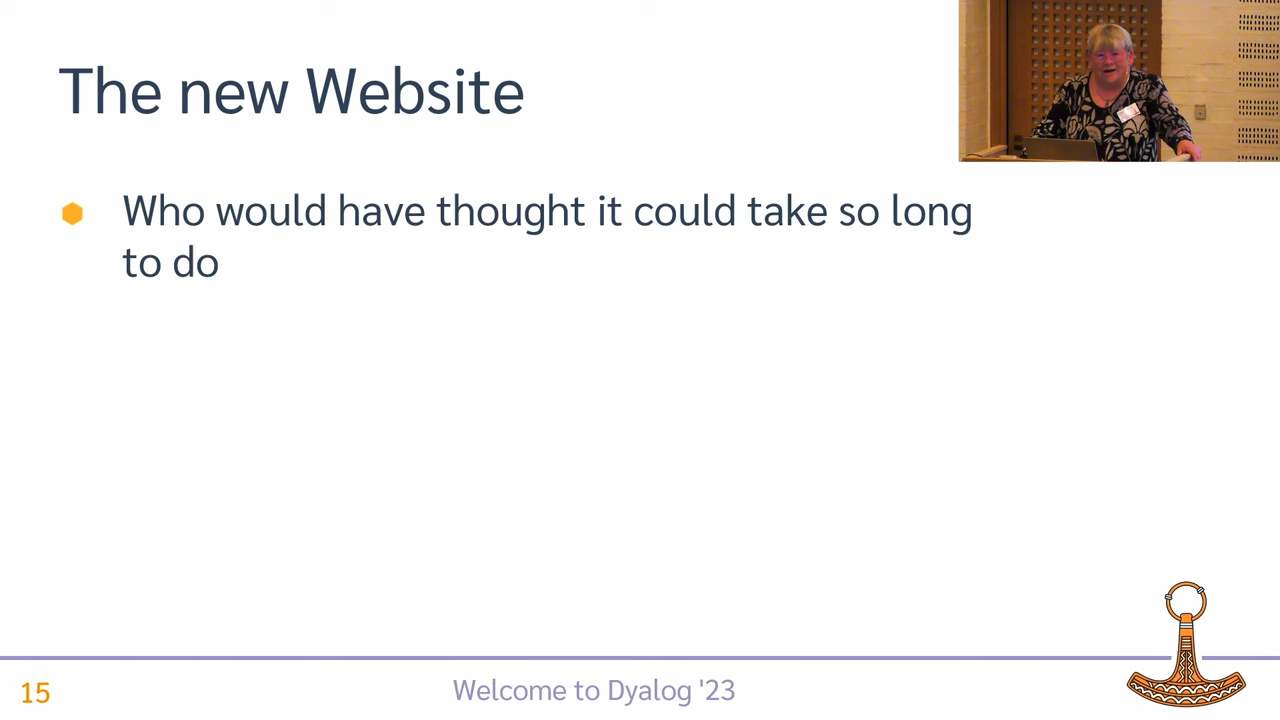 The new Website
Who would have thought it could take so long
to do
15
Welcome to Dyalog '23